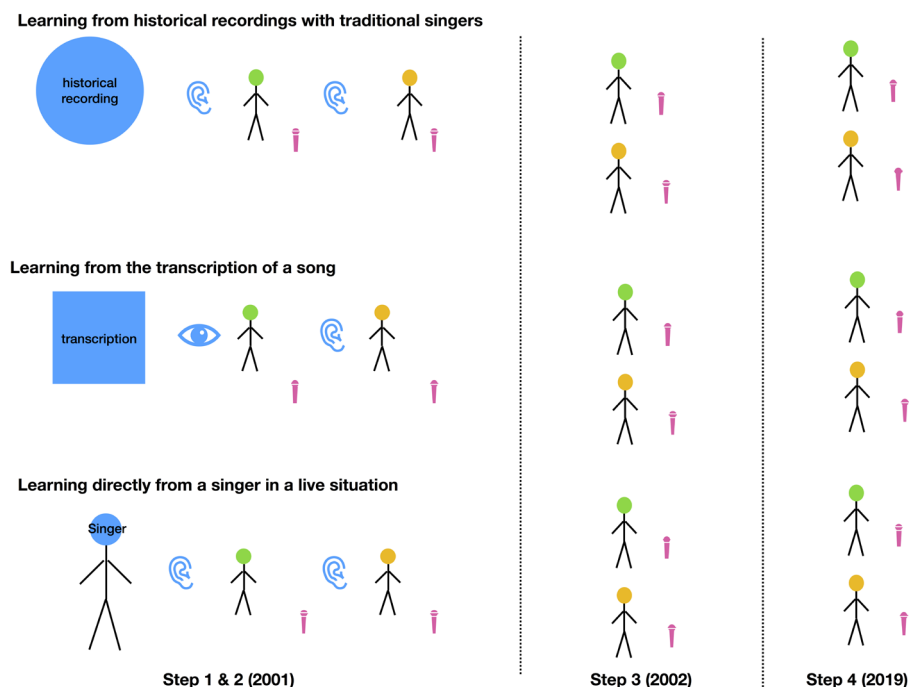 Learning from historical recordings with traditional singers
historical
recording
Learning from the transcription of a song
transcription
Learning directly from a singer in a live situation
Singer
Step 1 & 2 (2001)
Step 3 (2002)
Step 4 (2019)